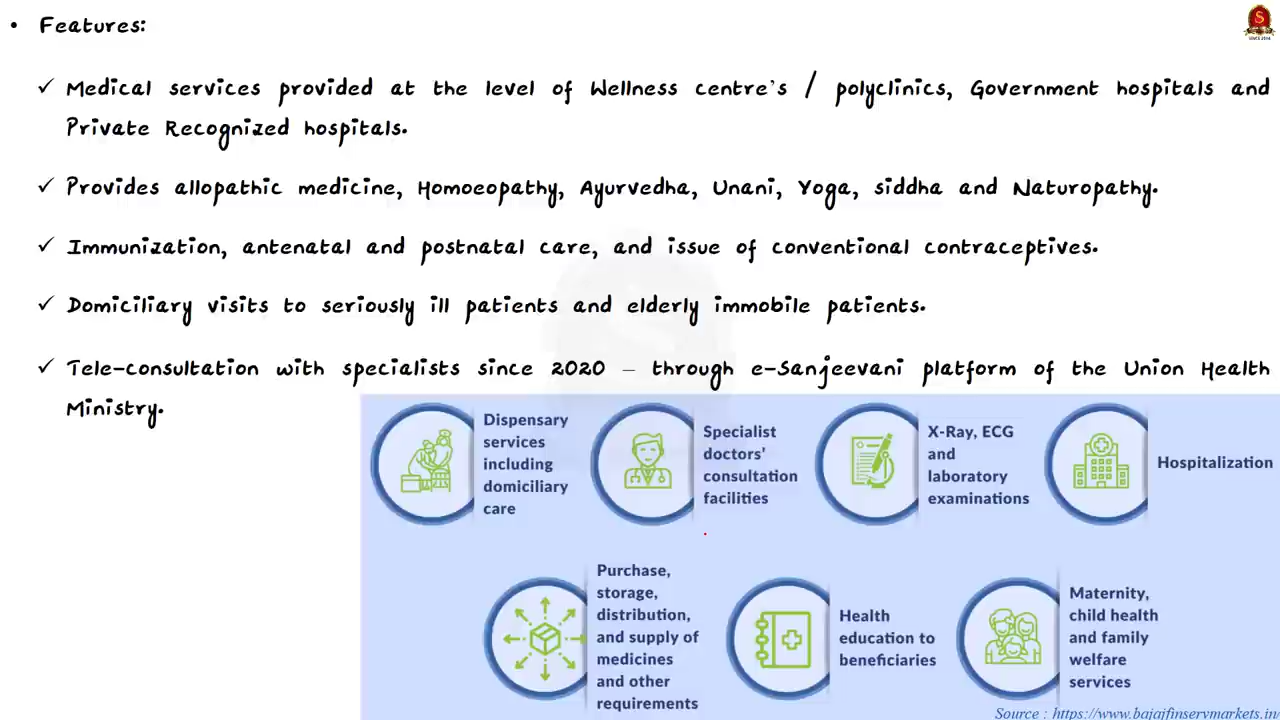 • Features:
✓ Medical services provided at the level of Wellness centre's / polyclinics, Government hospitals and
Private Recognized hospitals.
✓ Provides allopathic medicine, Homoeopathy, Ayurvedha, Unani, Yoga, siddha and Naturopathy.
✓ Immunization, antenatal and postnatal care, and issue of conventional contraceptives.
✓ Domiciliary visits to seriously ill patients and elderly immobile patients.
✓ Tele-consultation with specialists since 2020 – through e-Sanjeevani platform of the Union Health
Ministry.
Dispensary
services
including
domiciliary
care
Specialist
doctors'
consultation
facilities
X-Ray, ECG
and
laboratory
examinations
Hospitalization
Purchase,
storage,
distribution,
and supply of
medicines
and other
requirements
Health
education to
beneficiaries
Maternity,
child health
and family
welfare
services
Source : https://www.bajajfinservmarkets.in/